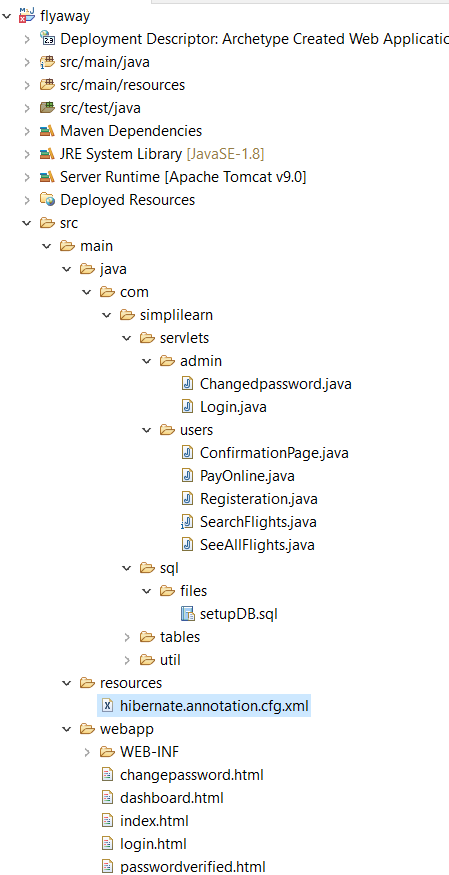 flyaway
Deployment Descriptor: Archetype Created Web Applicatio
src/main/java
src/main/resources
src/test/java
Maven Dependencies
JRE System Library [JavaSE-1.8]
Server Runtime [Apache Tomcat v9.0]
Deployed Resources
src
main
java
com
simplilearn
servlets
admin
Changedpassword.java
Login.java
users
ConfirmationPage.java
PayOnline.java
Registeration.java
SearchFlights.java
SeeAllFlights.java
sql
files
setupDB.sql
tables
util
resources
hibernate.annotation.cfg.xml
webapp
WEB-INF
changepassword.html
dashboard.html
index.html
login.html
passwordverified.html